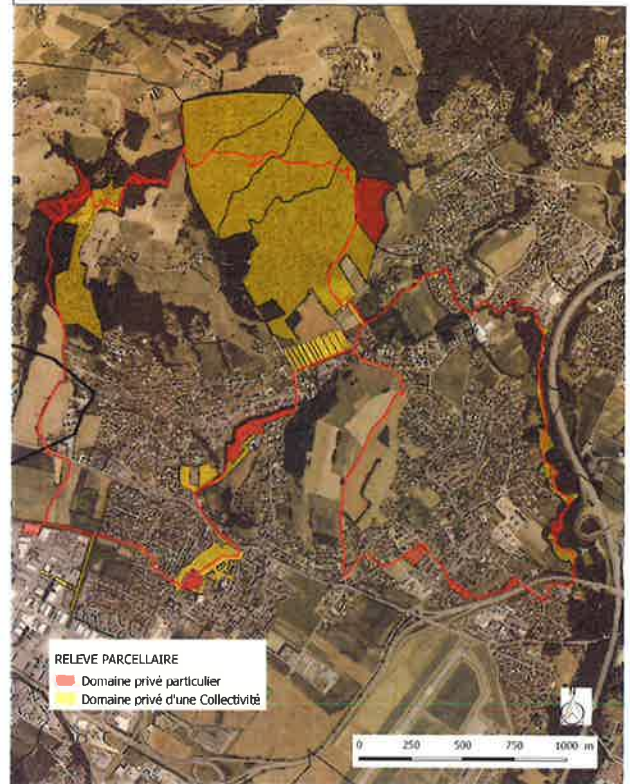 RELEVE PARCELLAIRE
Domaine privé particulier
Domaine privé d'une Collectivité
0 250 500 750 1000 m